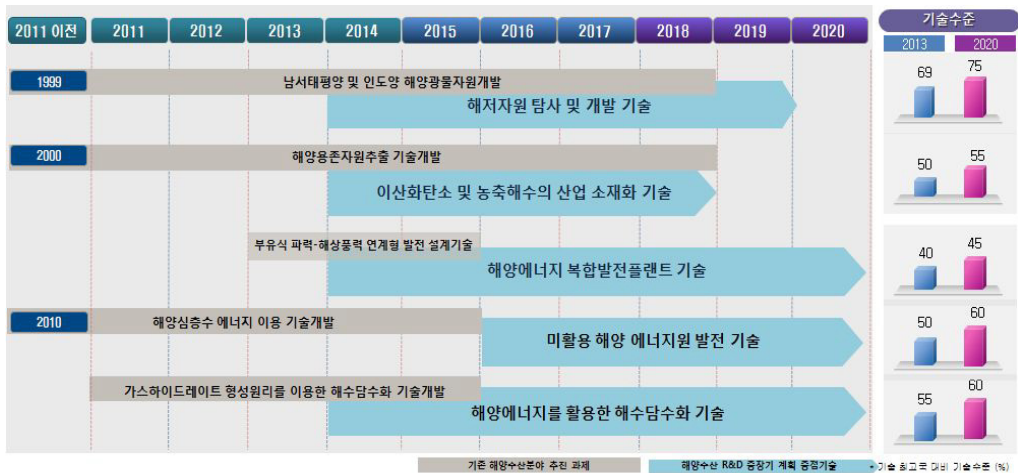 2011 이전 2011 2012 2013 2014 2015 2016 2017 2018 2019 2020
기술수준
2013 2020
1999
남서태평양 및 인도양 해양광물자원개발
해저자원 탐사 및 개발 기술
69 75
2000
해양용존자원추출 기술개발
이산화탄소 및 농축해수의 산업 소재화 기술
50 55
부유식 파력-해상풍력 연계형 발전 설계기술
해양에너지 복합발전플랜트 기술
40 45
2010
해양심층수 에너지 이용 기술개발
미활용 해양 에너지원 발전 기술
50 60
가스하이드레이트 형성원리를 이용한 해수담수화 기술개발
해양에너지를 활용한 해수담수화 기술
55 60
기존 해양수산분야 추진 과제
해양수산 R&D 중장기 계획 중점기술
기술 최고국 대비 기술수준 (%)